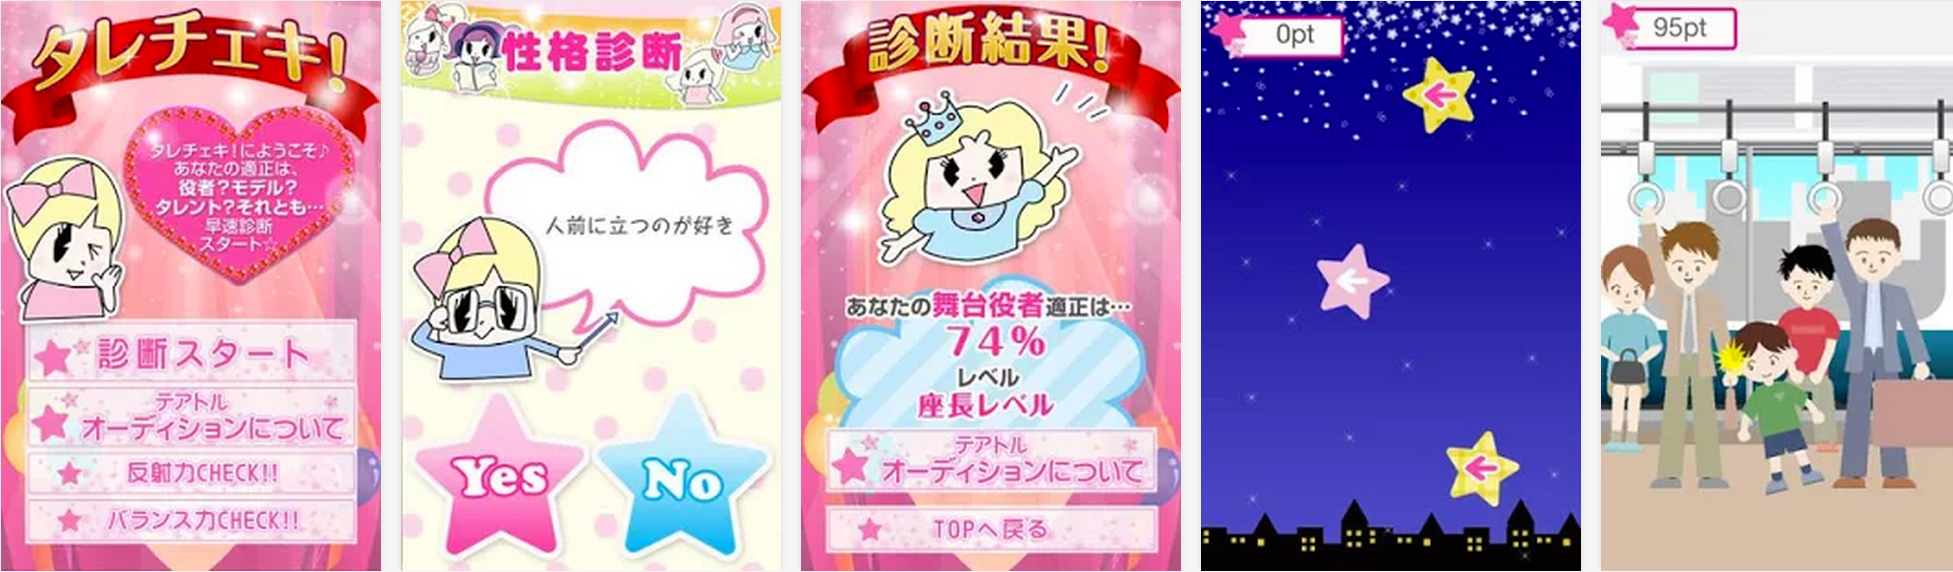 タレチェキ!
タレチェキ!にようこそ♪
あなたの適正は、
役者?モデル?
タレント?それとも…
早速診断
スタート☆
診断スタート
テアトル
オーディションについて
反射力CHECK!!
バランス力CHECK!!
性格診断
人前に立つのが好き
Yes
No
診断結果!
あなたの舞台役者適正は…
74%
レベル
座長レベル
テアトル
オーディションについて
TOPへ戻る
0pt
95pt